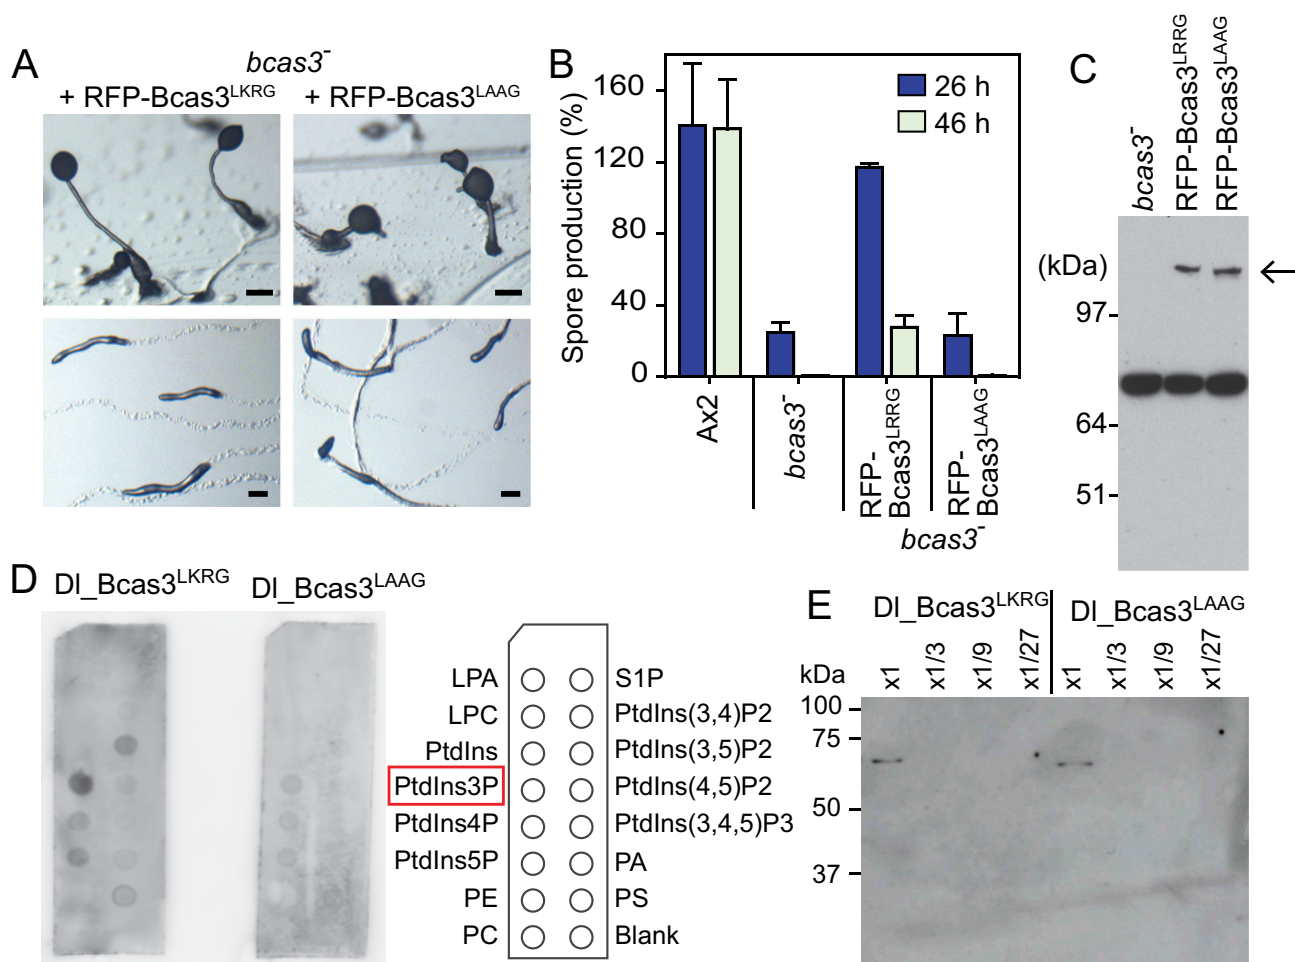 A
bcas3-
+ RFP-Bcas3LKRG
+ RFP-Bcas3LAAG
B
Spore production (%)
160
120
80
40
0
26 h
46 h
Ax2
bcas3-
RFP-
Bcas3LRRG
RFP-
Bcas3LAAG
bcas3-
C
bcas3-
RFP-Bcas3LRRG
RFP-Bcas3LAAG
(kDa)
97
64
51
D
DI_Bcas3LKRG
DI_Bcas3LAAG
LPA
S1P
LPC
PtdIns(3,4)P2
PtdIns
PtdIns(3,5)P2
PtdIns3P
PtdIns(4,5)P2
PtdIns4P
PtdIns(3,4,5)P3
PtdIns5P
PA
PE
PS
PC
Blank
E
DI_Bcas3LKRG
DI_Bcas3LAAG
kDa
x1
x1/3
x1/9
x1/27
x1
x1/3
x1/9
x1/27
100
75
50
37